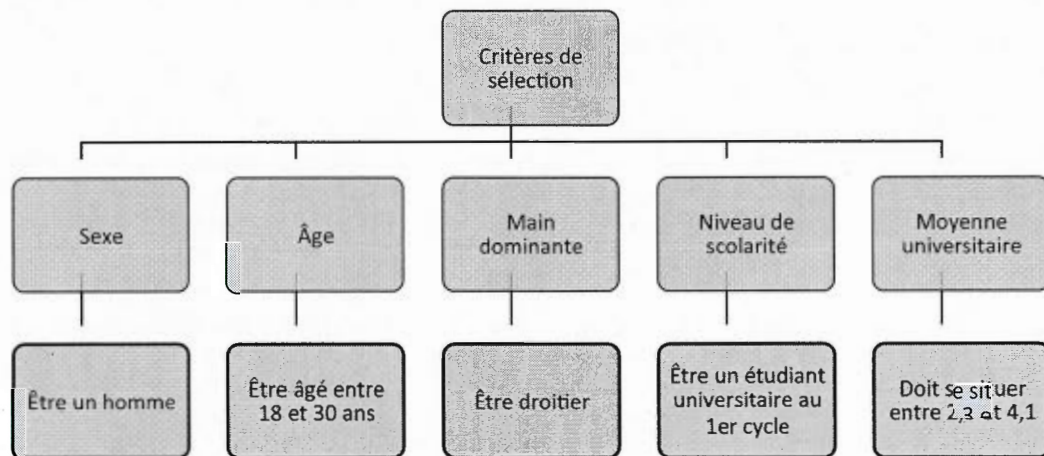 Critères de
sélection
Sexe
Âge
Main
dominante
Niveau de
scolarité
Moyenne
universitaire
Être un homme
Être âgé entre
18 et 30 ans
Être droitier
Être un étudiant
universitaire au
1er cycle
Doit se situer
entre 2,3 et 4,1